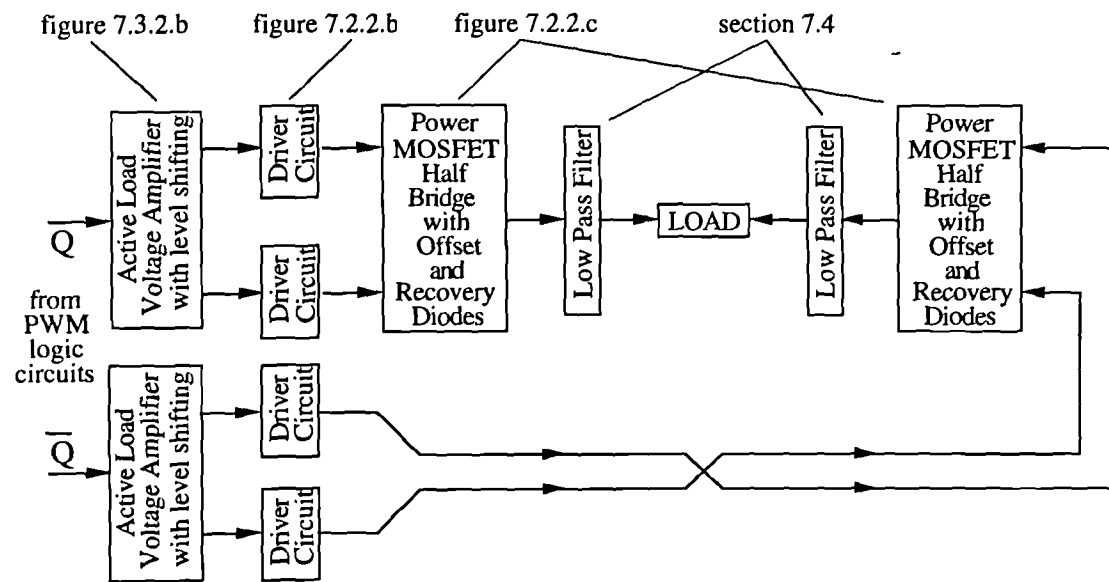 figure 7.3.2.b
figure 7.2.2.b
figure 7.2.2.c
section 7.4
Active Load
Voltage Amplifier
with level shifting
Driver
Circuit
Driver
Circuit
Power
MOSFET
Half
Bridge
with
Offset
and
Recovery
Diodes
Low Pass Filter
LOAD
Low Pass Filter
Power
MOSFET
Half
Bridge
with
Offset
and
Recovery
Diodes
Q
from
PWM
logic
circuits
Q
Active Load
Voltage Amplifier
with level shifting
Driver
Circuit
Driver
Circuit